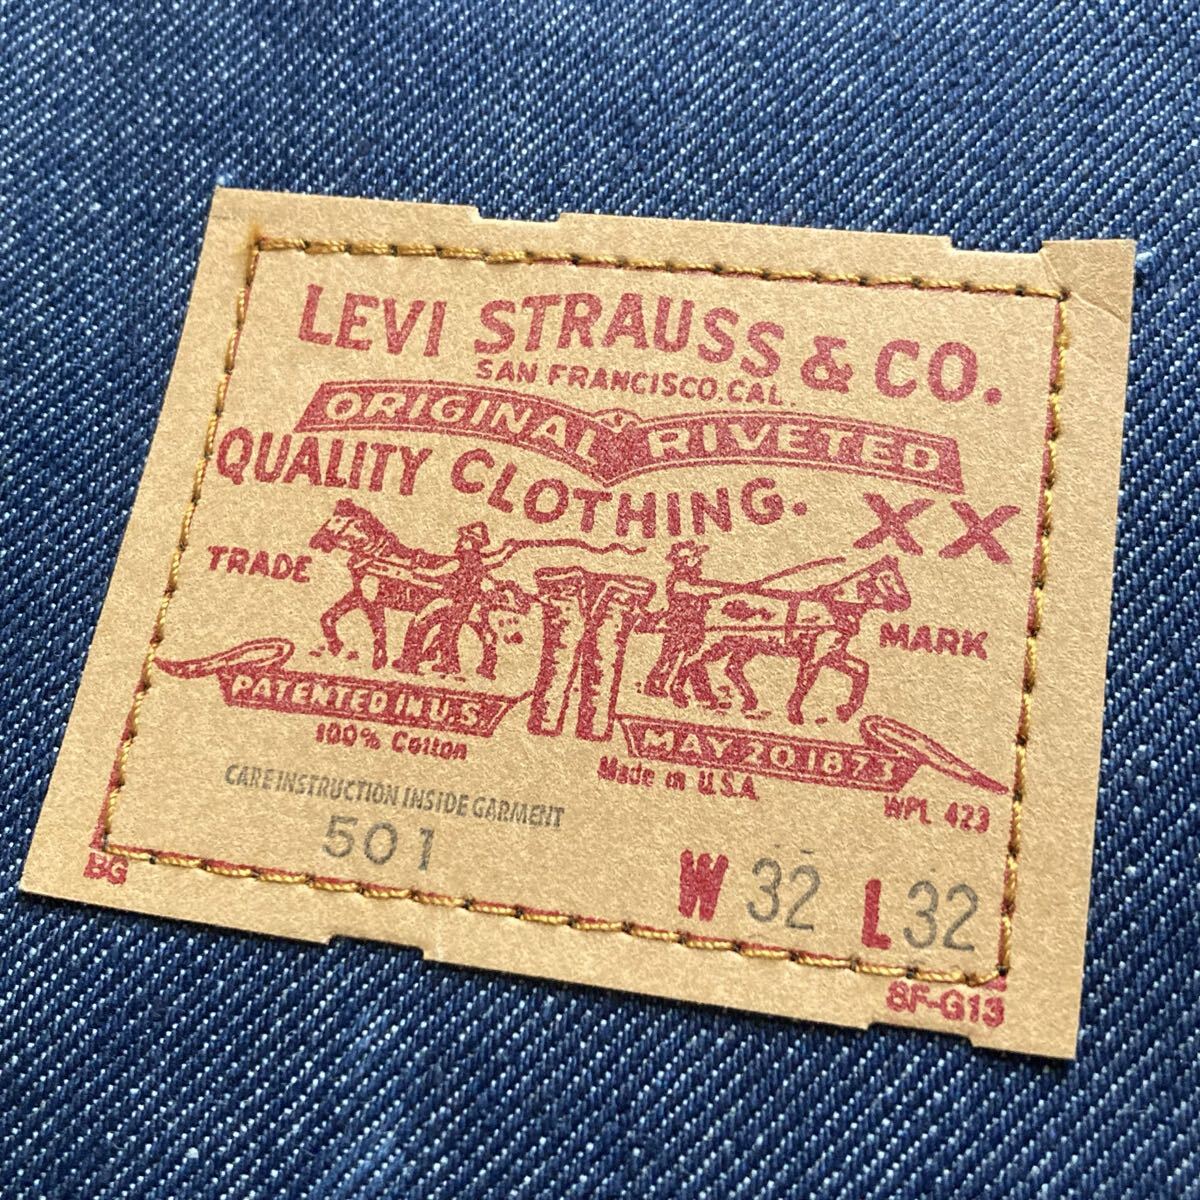 LEVI STRAUSS & CO.
SAN FRANCISCO, CAL.
ORIGINAL RIVETED
QUALITY CLOTHING.
XX
TRADE MARK
PATENTED IN U.S.
MAY 20 1873
100% Cotton
Made in U.S.A.
WPL 423
CARE INSTRUCTION INSIDE GARMENT
501
W 32 L 32
BG
SF-G13